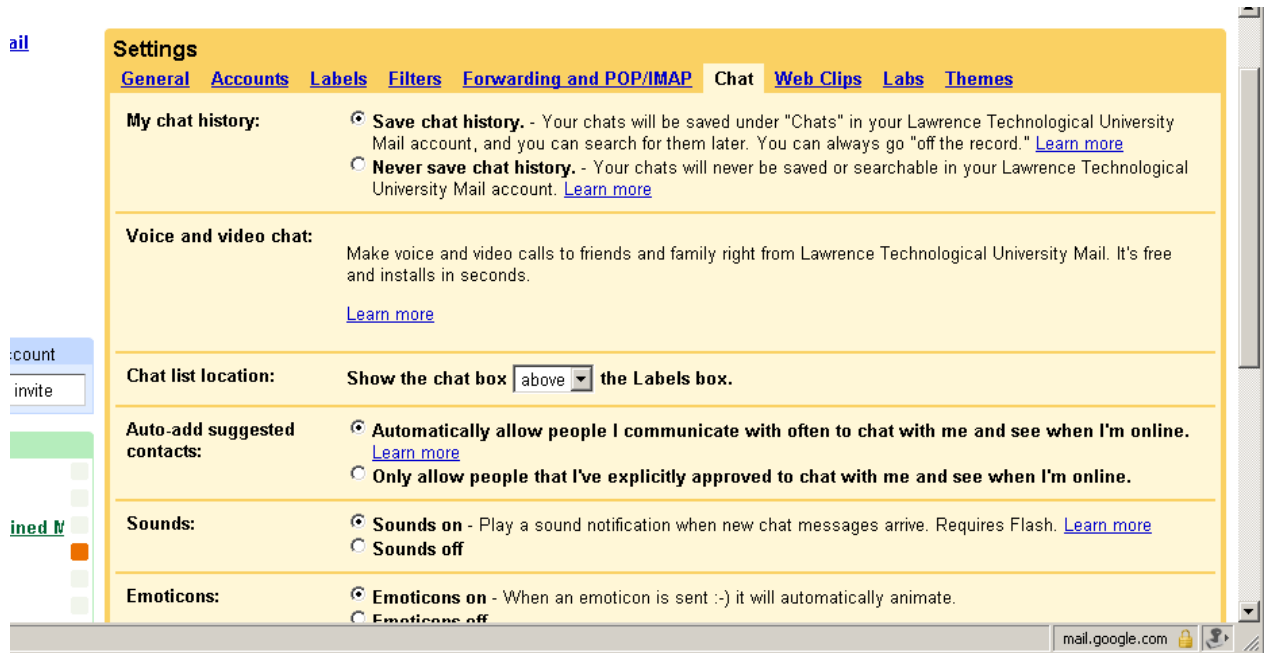 ail
Settings
General Accounts Labels Filters Forwarding and POP/IMAP Chat Web Clips Labs Themes
My chat history:
Save chat history. - Your chats will be saved under "Chats" in your Lawrence Technological University
Mail account, and you can search for them later. You can always go "off the record." Learn more
Never save chat history. - Your chats will never be saved or searchable in your Lawrence Technological
University Mail account. Learn more
Voice and video chat:
Make voice and video calls to friends and family right from Lawrence Technological University Mail. It's free
and installs in seconds.
Learn more
count
invite
Chat list location: Show the chat box above the Labels box.
Auto-add suggested
contacts:
Automatically allow people I communicate with often to chat with me and see when I'm online.
Learn more
Only allow people that I've explicitly approved to chat with me and see when I'm online.
ined M
Sounds:
Sounds on - Play a sound notification when new chat messages arrive. Requires Flash. Learn more
Sounds off
Emoticons:
Emoticons on - When an emoticon is sent :-) it will automatically animate.
Emoticons off
mail.google.com